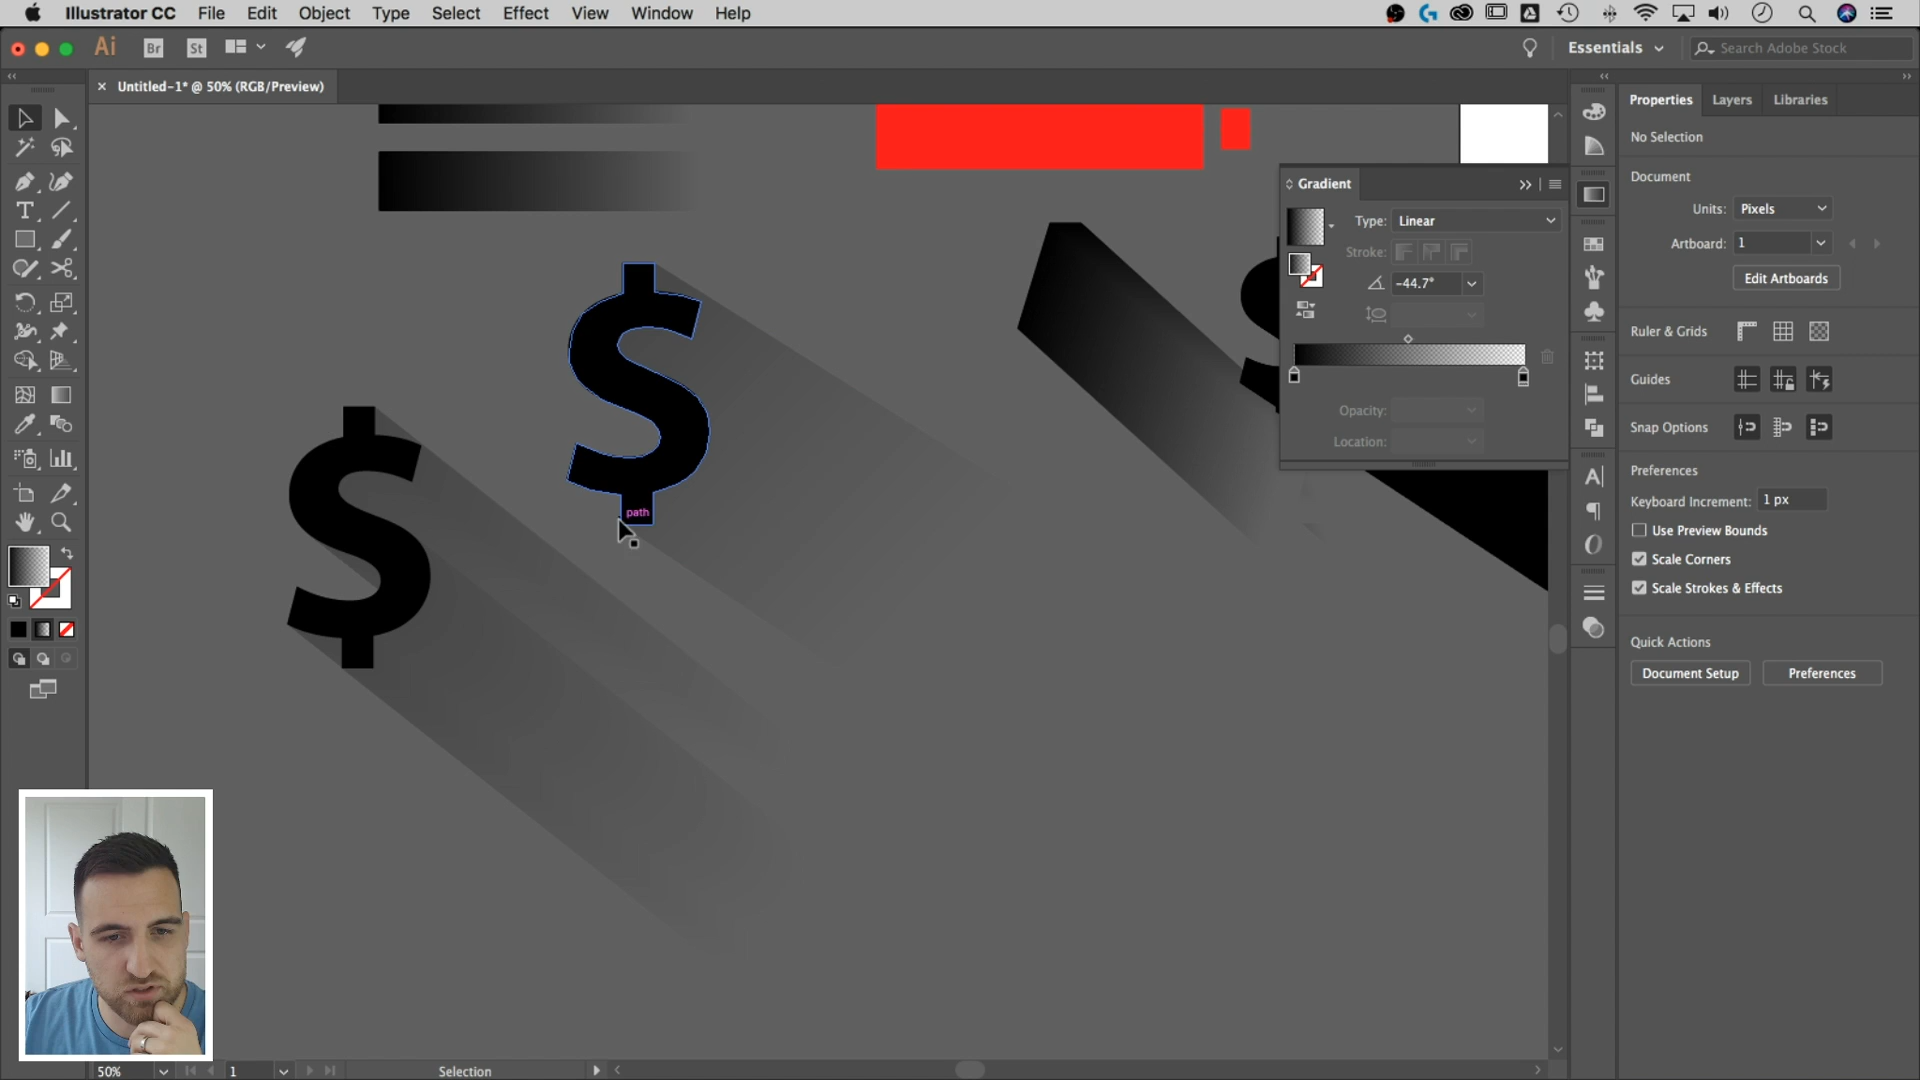 Illustrator CC File Edit Object Type Select Effect View Window Help
Ai Br St Essentials Search Adobe Stock
× Untitled-1* @ 50% (RGB/Preview)
Properties Layers Libraries
No Selection
Document
Units: Pixels
Artboard: 1
Edit Artboards
Ruler & Grids
Guides
Snap Options
Preferences
Keyboard Increment: 1 px
Use Preview Bounds
Scale Corners
Scale Strokes & Effects
Quick Actions
Document Setup Preferences
Gradient
Type: Linear
Stroke:
-44.7°
Opacity:
Location:
$
$
path
50% 1 Selection